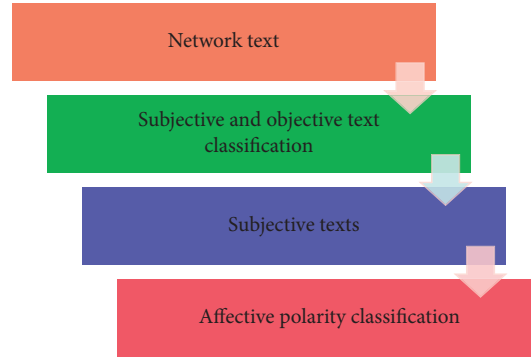 Network text
Subjective and objective text
classification
Subjective texts
Affective polarity classification